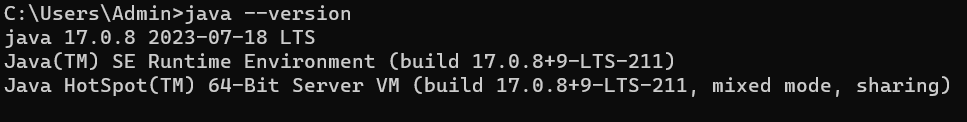 C:\Users\Admin>java --version
java 17.0.8 2023-07-18 LTS
Java(TM) SE Runtime Environment (build 17.0.8+9-LTS-211)
Java HotSpot(TM) 64-Bit Server VM (build 17.0.8+9-LTS-211, mixed mode, sharing)